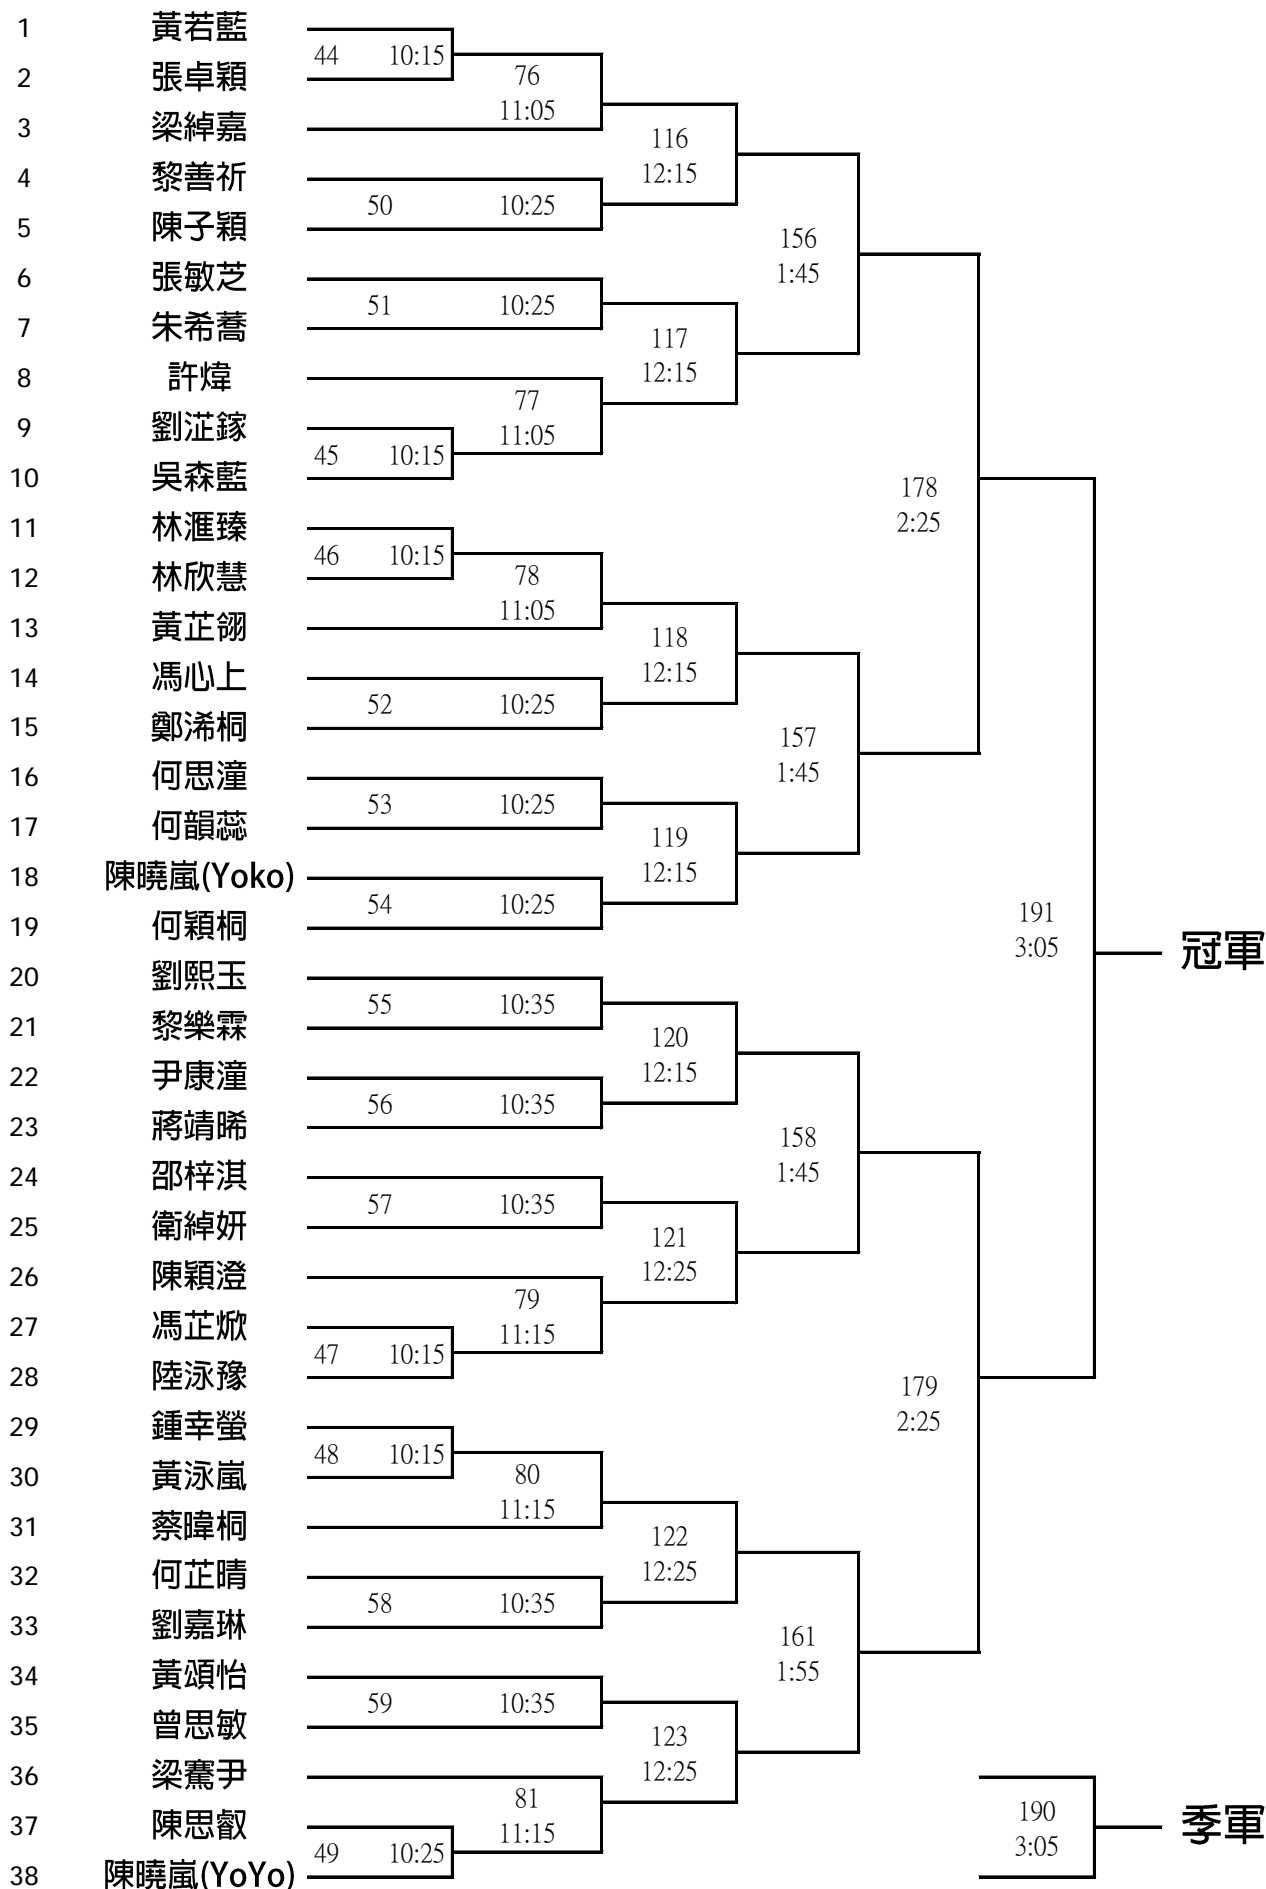 1 黃若藍
44 10:15
2 張卓穎
76
11:05
3 梁綽嘉
116
12:15
4 黎善祈
50 10:25
5 陳子穎
156
1:45
6 張敏芝
51 10:25
7 朱希蕎
117
12:15
8 許煒
77
11:05
9 劉淽鎵
45 10:15
10 吳森藍
178
2:25
11 林滙臻
46 10:15
12 林欣慧
78
11:05
13 黃芷翎
118
12:15
14 馮心上
52 10:25
15 鄭浠桐
157
1:45
16 何思潼
53 10:25
17 何韻蕊
119
12:15
18 陳曉嵐(Yoko)
54 10:25
19 何穎桐
191
3:05
冠軍
20 劉熙玉
55 10:35
21 黎樂霖
120
12:15
22 尹康潼
56 10:35
23 蔣靖晞
158
1:45
24 邵梓淇
57 10:35
25 衛綽妍
121
12:25
26 陳穎澄
79
11:15
27 馮芷焮
47 10:15
28 陸泳豫
179
2:25
29 鍾幸螢
48 10:15
30 黃泳嵐
80
11:15
31 蔡暐桐
122
12:25
32 何芷晴
58 10:35
33 劉嘉琳
161
1:55
34 黃頌怡
59 10:35
35 曾思敏
123
12:25
36 梁騫尹
81
11:15
37 陳思叡
49 10:25
38 陳曉嵐(YoYo)
190
3:05
季軍